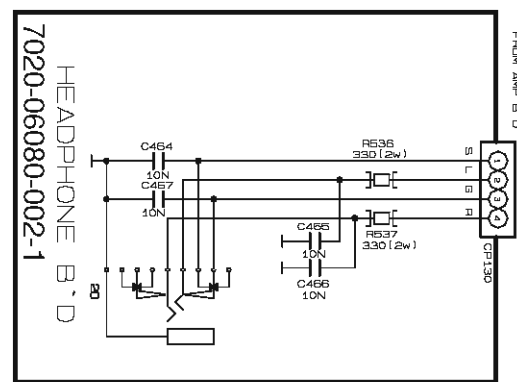 FROM AMP B'D
HEADPHONE B'D
7020-06080-002-1
C464
10N
C467
10N
R536
330(2W)
S
L
G
R
1
2
3
4
CP130
C465
10N
C466
10N
R537
330(2W)